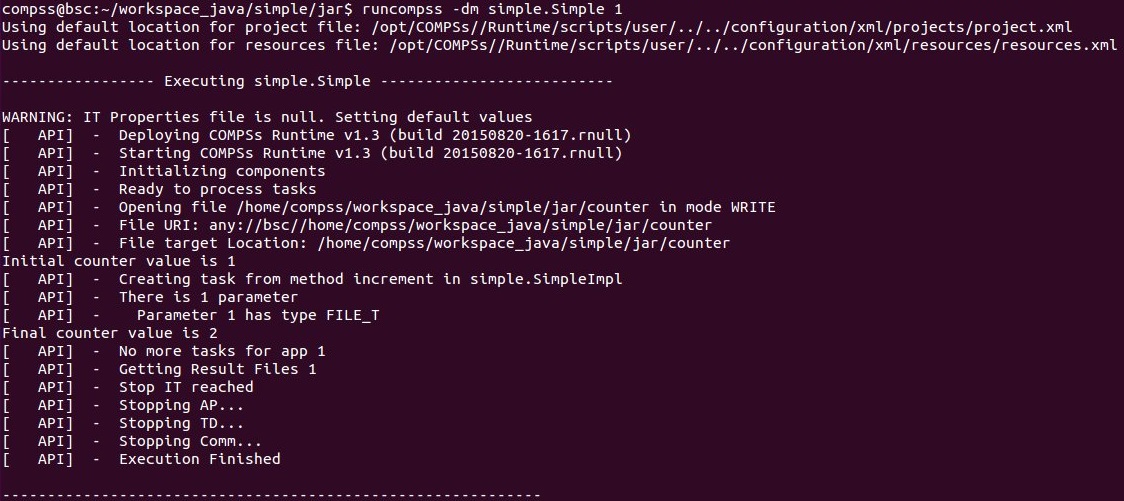 compss@bsc:~/workspace_java/simple/jar$ runcompss -dm simple.Simple 1
Using default location for project file: /opt/COMPSs//Runtime/scripts/user/../../configuration/xml/projects/project.xml
Using default location for resources file: /opt/COMPSs//Runtime/scripts/user/../../configuration/xml/resources/resources.xml
----------------- Executing simple.Simple --------------------------
WARNING: IT Properties file is null. Setting default values
[   API]  -  Deploying COMPSs Runtime v1.3 (build 20150820-1617.rnull)
[   API]  -  Starting COMPSs Runtime v1.3 (build 20150820-1617.rnull)
[   API]  -  Initializing components
[   API]  -  Ready to process tasks
[   API]  -  Opening file /home/compss/workspace_java/simple/jar/counter in mode WRITE
[   API]  -  File URI: any://bsc//home/compss/workspace_java/simple/jar/counter
[   API]  -  File target Location: /home/compss/workspace_java/simple/jar/counter
Initial counter value is 1
[   API]  -  Creating task from method increment in simple.SimpleImpl
[   API]  -  There is 1 parameter
[   API]  -    Parameter 1 has type FILE_T
Final counter value is 2
[   API]  -  No more tasks for app 1
[   API]  -  Getting Result Files 1
[   API]  -  Stop IT reached
[   API]  -  Stopping AP...
[   API]  -  Stopping TD...
[   API]  -  Stopping Comm...
[   API]  -  Execution Finished
------------------------------------------------------------